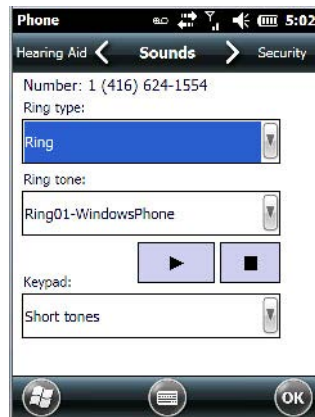 Phone 5:02
Hearing Aid Sounds Security
Number: 1 (416) 624-1554
Ring type:
Ring
Ring tone:
Ring01-WindowsPhone
Keypad:
Short tones
OK